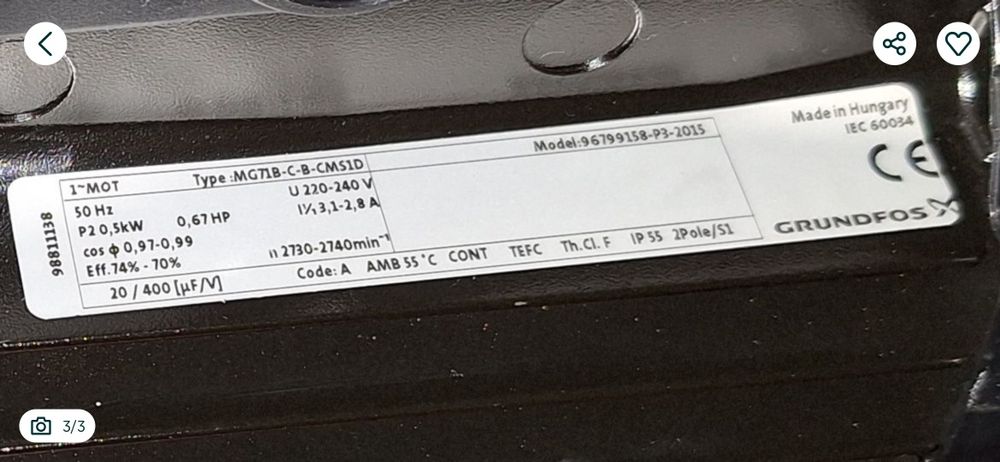 98811138
1~MOT Type :MG71B-C-B-CMS1D Model:96799158-P3-2015
50 Hz U 220-240 V
P2 0,5kW 0,67 HP I1/1 3,1-2,8 A
cos φ 0,97-0,99
Eff.74% - 70% n 2730-2740min⁻¹
20 / 400 [μF/V] Code: A AMB 55 °C CONT TEFC Th.Cl. F IP 55 2Pole/S1
Made in Hungary
IEC 60034
CE
GRUNDFOS
3/3